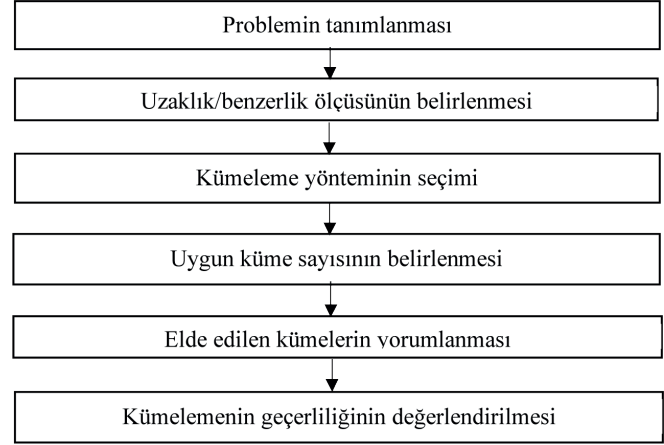 Problemin tanımlanması
Uzaklık/benzerlik ölçüsünün belirlenmesi
Kümeleme yönteminin seçimi
Uygun küme sayısının belirlenmesi
Elde edilen kümelerin yorumlanması
Kümelemenin geçerliliğinin değerlendirilmesi